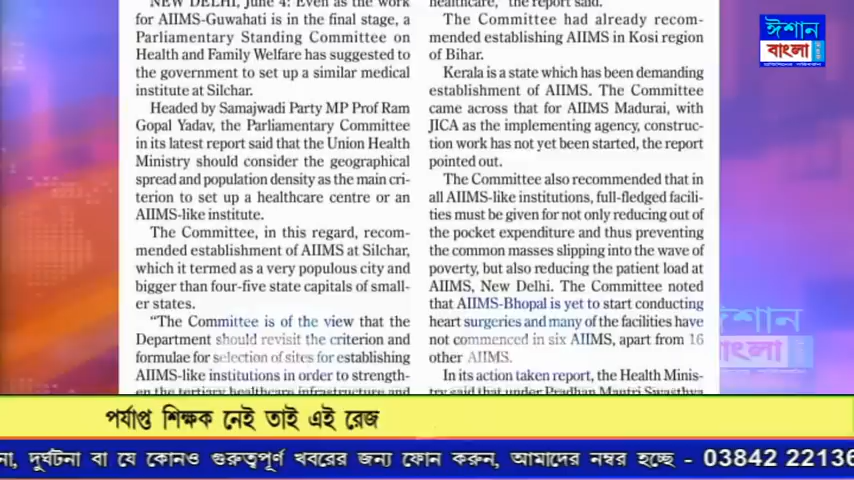 NEW DELHI, June 4: Even as the work
for AIIMS-Guwahati is in the final stage, a
Parliamentary Standing Committee on
Health and Family Welfare has suggested to
the government to set up a similar medical
institute at Silchar.
Headed by Samajwadi Party MP Prof Ram
Gopal Yadav, the Parliamentary Committee
in its latest report said that the Union Health
Ministry should consider the geographical
spread and population density as the main cri-
terion to set up a healthcare centre or an
AIIMS-like institute.
The Committee, in this regard, recom-
mended establishment of AIIMS at Silchar,
which it termed as a very populous city and
bigger than four-five state capitals of small-
er states.
"The Committee is of the view that the
Department should revisit the criterion and
formulae for selection of sites for establishing
AIIMS-like institutions in order to strength-
en the tertiary healthcare infrastructure and
healthcare," the report said.
The Committee had already recom-
mended establishing AIIMS in Kosi region
of Bihar.
Kerala is a state which has been demanding
establishment of AIIMS. The Committee
came across that for AIIMS Madurai, with
JICA as the implementing agency, construc-
tion work has not yet been started, the report
pointed out.
The Committee also recommended that in
all AIIMS-like institutions, full-fledged facili-
ties must be given for not only reducing out of
the pocket expenditure and thus preventing
the common masses slipping into the wave of
poverty, but also reducing the patient load at
AIIMS, New Delhi. The Committee noted
that AIIMS-Bhopal is yet to start conducting
heart surgeries and many of the facilities have
not commenced in six AIIMS, apart from 16
other AIIMS.
In its action taken report, the Health Minis-
try said that under Pradhan Mantri Swasthya
ঈশান
বাংলা
ঈশান
বাংলা
পর্যাপ্ত শিক্ষক নেই তাই এই রেজ
না, দুর্ঘটনা বা যে কোনও গুরুত্বপূর্ণ খবরের জন্য ফোন করুন, আমাদের নম্বর হচ্ছে - 03842 22136